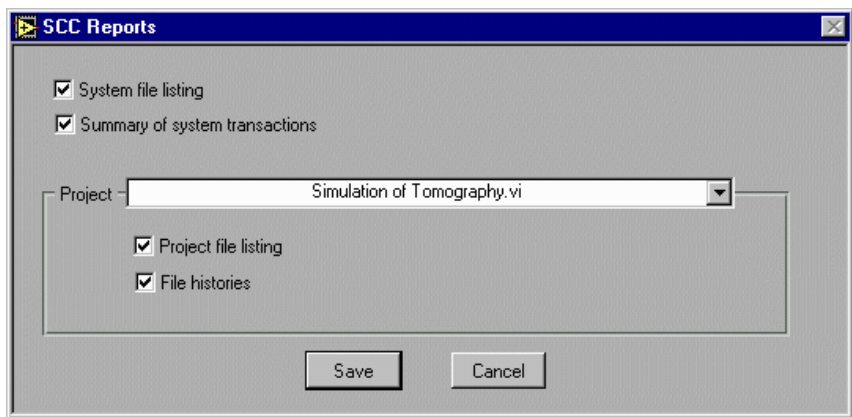 SCC Reports
System file listing
Summary of system transactions
Project Simulation of Tomography.vi
Project file listing
File histories
Save Cancel